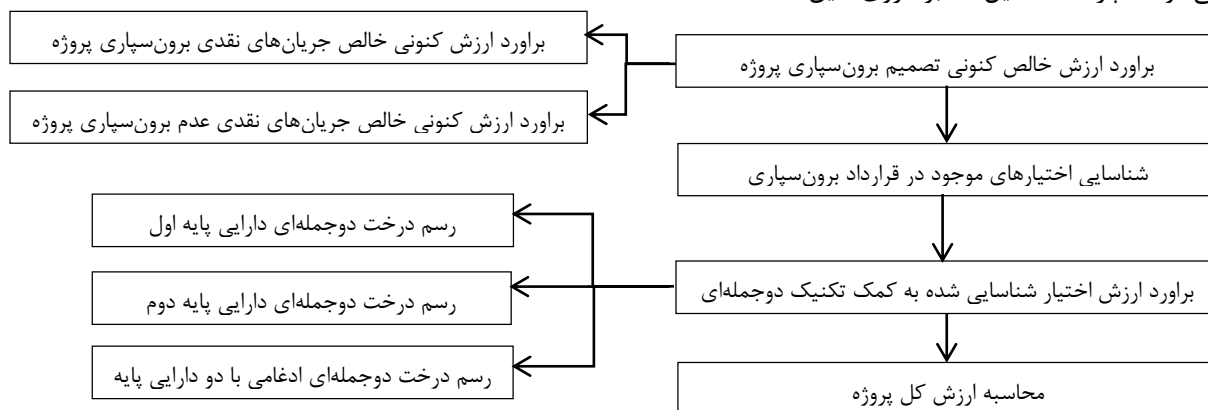 براورد ارزش خالص کنونی تصمیم برون‌سپاری پروژه
براورد ارزش کنونی خالص جریان‌های نقدی برون‌سپاری پروژه
براورد ارزش کنونی خالص جریان‌های نقدی عدم برون‌سپاری پروژه
شناسایی اختیارهای موجود در قرارداد برون‌سپاری
براورد ارزش اختیار شناسایی شده به کمک تکنیک دوجمله‌ای
رسم درخت دوجمله‌ای دارایی پایه اول
رسم درخت دوجمله‌ای دارایی پایه دوم
رسم درخت دوجمله‌ای ادغامی با دو دارایی پایه
محاسبه ارزش کل پروژه